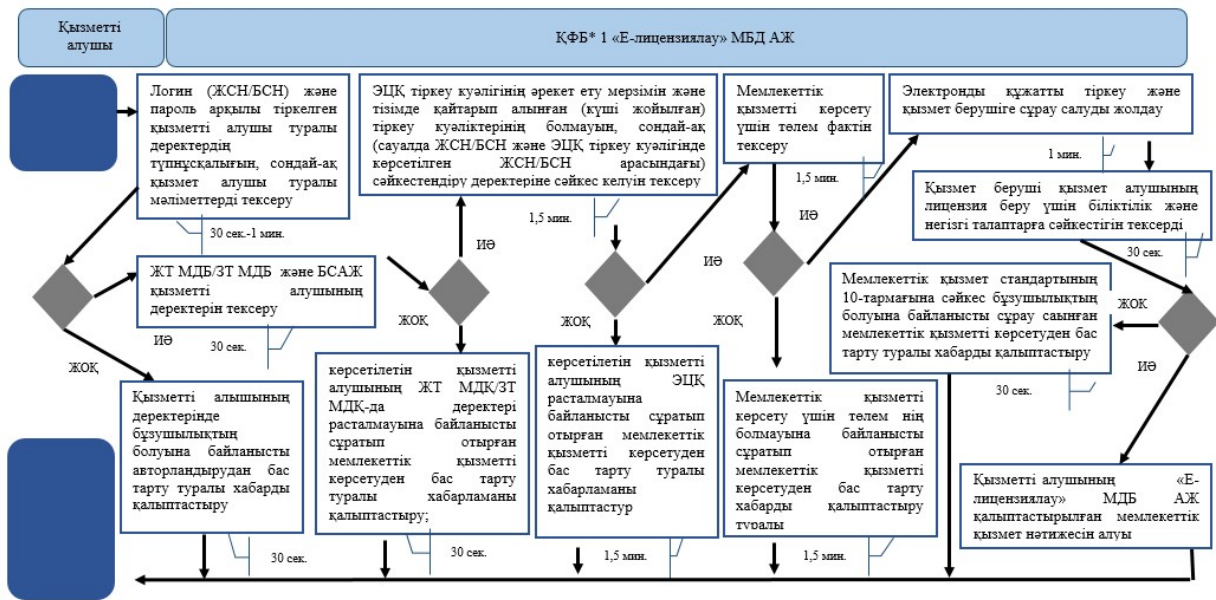 Қызметті
алушы
ҚФБ* 1 «Е-лицензиялау» МБД АЖ
Логин (ЖСН/БСН) және
пароль арқылы тіркелген
қызметті алушы туралы
деректердің
түпнұсқалығын, сондай-ақ
қызмет алушы туралы
мәліметтерді тексеру
30 сек.-1 мин.
ЭЦҚ тіркеу куәлігінің әрекет ету мерзімін және
тізімде қайтарып алынған (күші жойылған)
тіркеу куәліктерінің болмауын, сондай-ақ
(сауалда ЖСН/БСН және ЭЦҚ тіркеу куәлігінде
көрсетілген ЖСН/БСН арасындағы)
сәйкестендіру деректеріне сәйкес келуін тексеру
1,5 мин.
Мемлекеттік
қызметті көрсету
үшін төлем фактін
тексеру
1,5 мин.
Электронды құжатты тіркеу және
қызмет берушіге сұрау салуды жолдау
1 мин.
Қызмет беруші қызмет алушының
лицензия беру үшін біліктілік және
негізгі талаптарға сәйкестігін тексерді
30 сек.
ЖТ МДБ/ЗТ МДБ және БСАЖ
қызметті алушының
деректерін тексеру
30 сек.
ИӘ
ИӘ
ИӘ
ИӘ
Мемлекеттік қызмет стандартының
10-тармағына сәйкес бұзушылықтың
болуына байланысты сұрау саынған
мемлекеттік қызметті көрсетуден бас
тарту туралы хабарды қалыптастыру
30 сек.
ЖОҚ
ИӘ
ЖОҚ
ЖОҚ
ЖОҚ
ЖОҚ
Қызметті алышының
деректерінде
бұзушылықтың
болуына байланысты
авторландырудан бас
тарту туралы хабарды
қалыптастыру
30 сек.
көрсетілетін қызметті
алушының ЖТ МДҚ/ЗТ
МДҚ-да деректері
расталмауына байланысты
сұратып отырған
мемлекеттік қызметті
көрсетуден бас тарту
туралы хабарламаны
қалыптастыру;
30 сек.
көрсетілетін қызметті
алушының ЭЦҚ
расталмауына
байланысты сұратып
отырған мемлекеттік
қызметті көрсетуден бас
тарту туралы
хабарламаны
қалыптастур
1,5 мин.
Мемлекеттік қызметті
көрсету үшін төлем нің
болмауына байланысты
сұратып отырған
мемлекеттік қызметті
көрсетуден бас тарту
хабарды қалыптастыру
туралы
1,5 мин.
Қызметті алушының «Е-
лицензиялау» МДБ АЖ
қалыптастырылған мемлекеттік
қызмет нәтижесін алуы